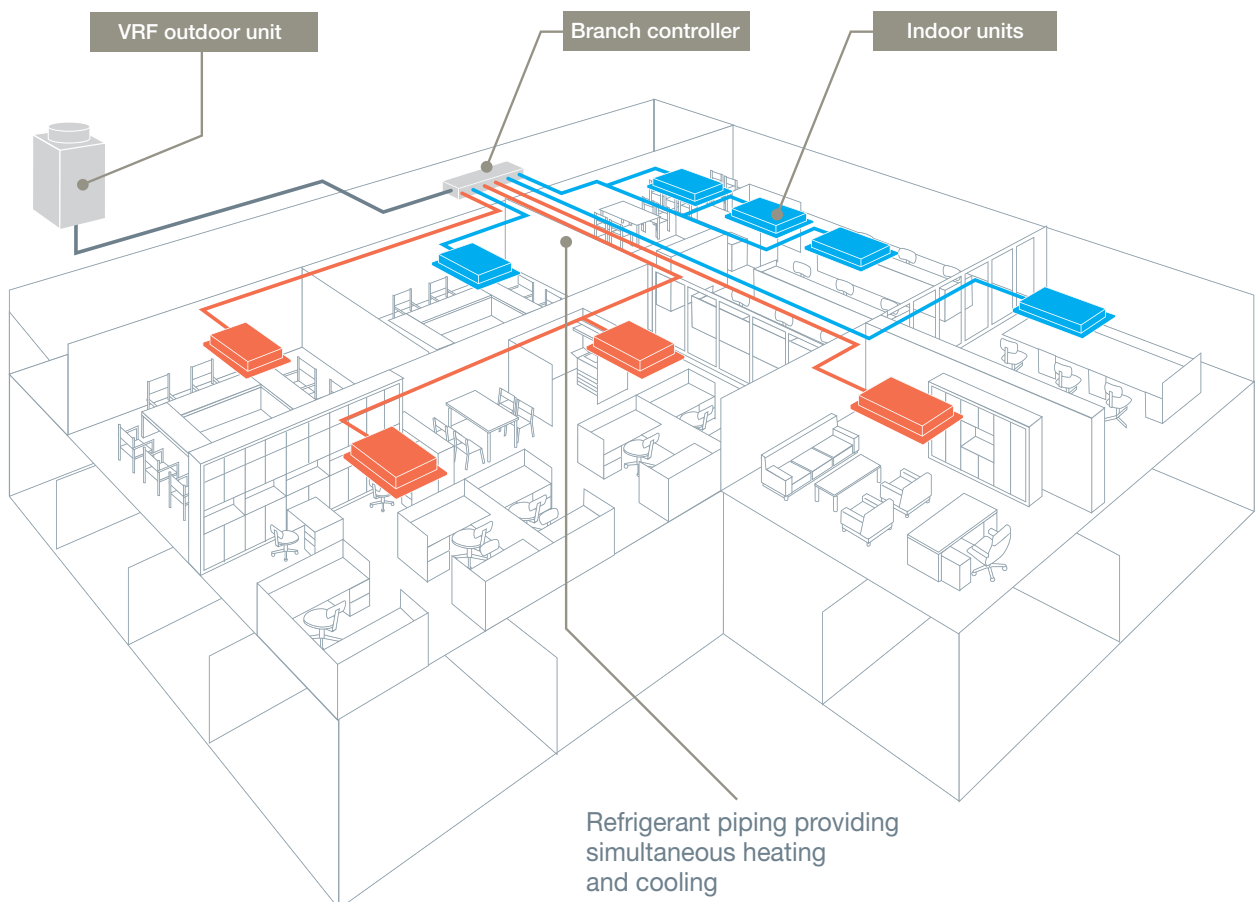 VRF outdoor unit
Branch controller
Indoor units
Refrigerant piping providing
simultaneous heating
and cooling